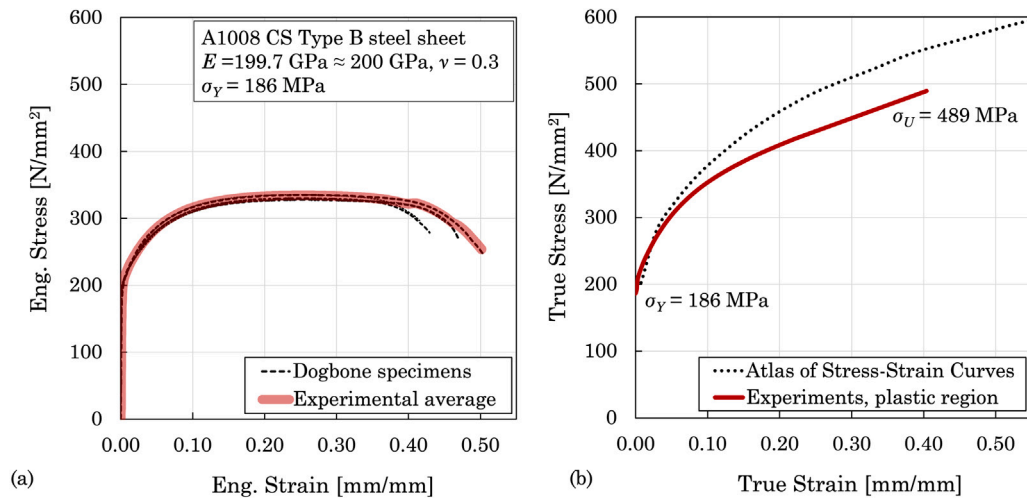 600
500
400
300
200
100
0
Eng. Stress [N/mm²]
A1008 CS Type B steel sheet
E =199.7 GPa ≈ 200 GPa, ν = 0.3
σY = 186 MPa
Dogbone specimens
Experimental average
0.00 0.10 0.20 0.30 0.40 0.50
(a)
Eng. Strain [mm/mm]
600
500
400
300
200
100
0
True Stress [N/mm²]
σU = 489 MPa
σY = 186 MPa
Atlas of Stress-Strain Curves
Experiments, plastic region
0.00 0.10 0.20 0.30 0.40 0.50
(b)
True Strain [mm/mm]